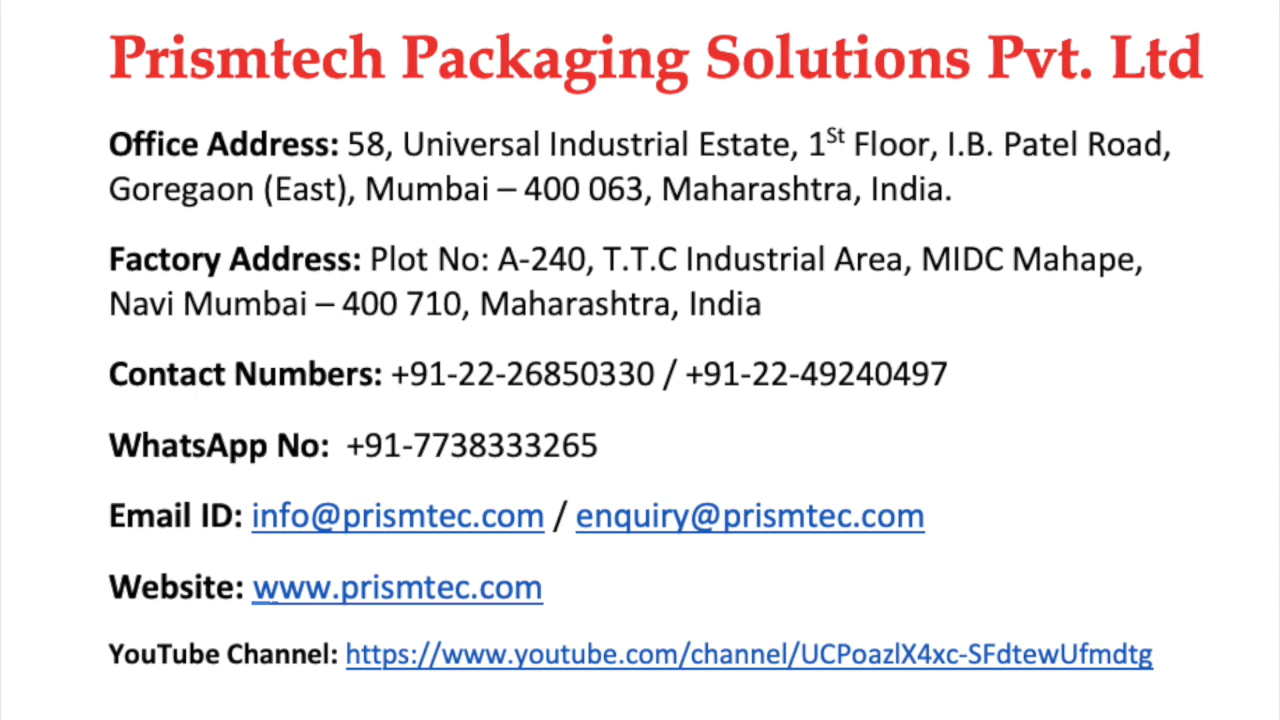 Prismtech Packaging Solutions Pvt. Ltd
Office Address: 58, Universal Industrial Estate, 1St Floor, I.B. Patel Road,
Goregaon (East), Mumbai – 400 063, Maharashtra, India.
Factory Address: Plot No: A-240, T.T.C Industrial Area, MIDC Mahape,
Navi Mumbai – 400 710, Maharashtra, India
Contact Numbers: +91-22-26850330 / +91-22-49240497
WhatsApp No: +91-7738333265
Email ID: info@prismtec.com / enquiry@prismtec.com
Website: www.prismtec.com
YouTube Channel: https://www.youtube.com/channel/UCPoazlX4xc-SFdtewUfmdtg